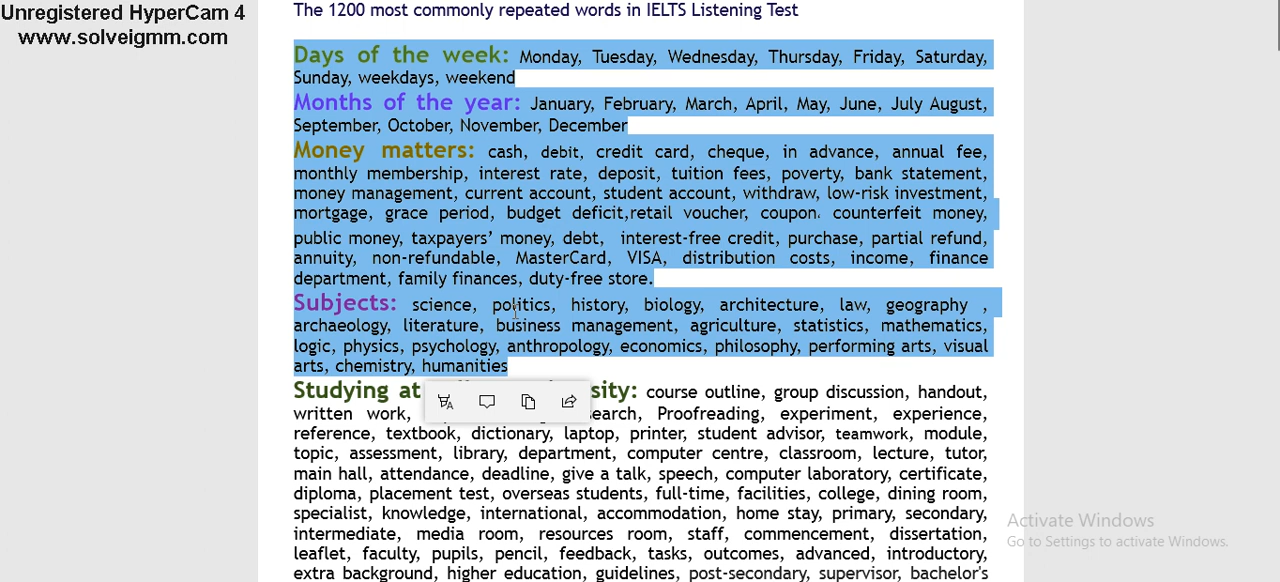 Unregistered HyperCam 4
www.solveigmm.com
The 1200 most commonly repeated words in IELTS Listening Test
Days of the week: Monday, Tuesday, Wednesday, Thursday, Friday, Saturday,
Sunday, weekdays, weekend
Months of the year: January, February, March, April, May, June, July August,
September, October, November, December
Money matters: cash, debit, credit card, cheque, in advance, annual fee,
monthly membership, interest rate, deposit, tuition fees, poverty, bank statement,
money management, current account, student account, withdraw, low-risk investment,
mortgage, grace period, budget deficit,retail voucher, coupon, counterfeit money,
public money, taxpayers’ money, debt, interest-free credit, purchase, partial refund,
annuity, non-refundable, MasterCard, VISA, distribution costs, income, finance
department, family finances, duty-free store.
Subjects: science, politics, history, biology, architecture, law, geography ,
archaeology, literature, business management, agriculture, statistics, mathematics,
logic, physics, psychology, anthropology, economics, philosophy, performing arts, visual
arts, chemistry, humanities
Studying at sity: course outline, group discussion, handout,
written work, Proofreading, experiment, experience,
reference, textbook, dictionary, laptop, printer, student advisor, teamwork, module,
topic, assessment, library, department, computer centre, classroom, lecture, tutor,
main hall, attendance, deadline, give a talk, speech, computer laboratory, certificate,
diploma, placement test, overseas students, full-time, facilities, college, dining room,
specialist, knowledge, international, accommodation, home stay, primary, secondary,
intermediate, media room, resources room, staff, commencement, dissertation,
leaflet, faculty, pupils, pencil, feedback, tasks, outcomes, advanced, introductory,
extra background, higher education, guidelines, post-secondary, supervisor, bachelor's
Activate Windows
Go to Settings to activate Windows.